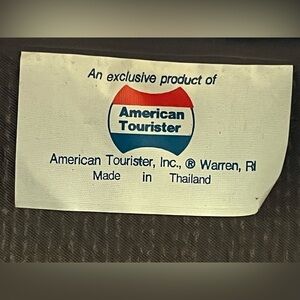 An exclusive product of
American
Tourister
American Tourister, Inc., ® Warren, RI
Made in Thailand